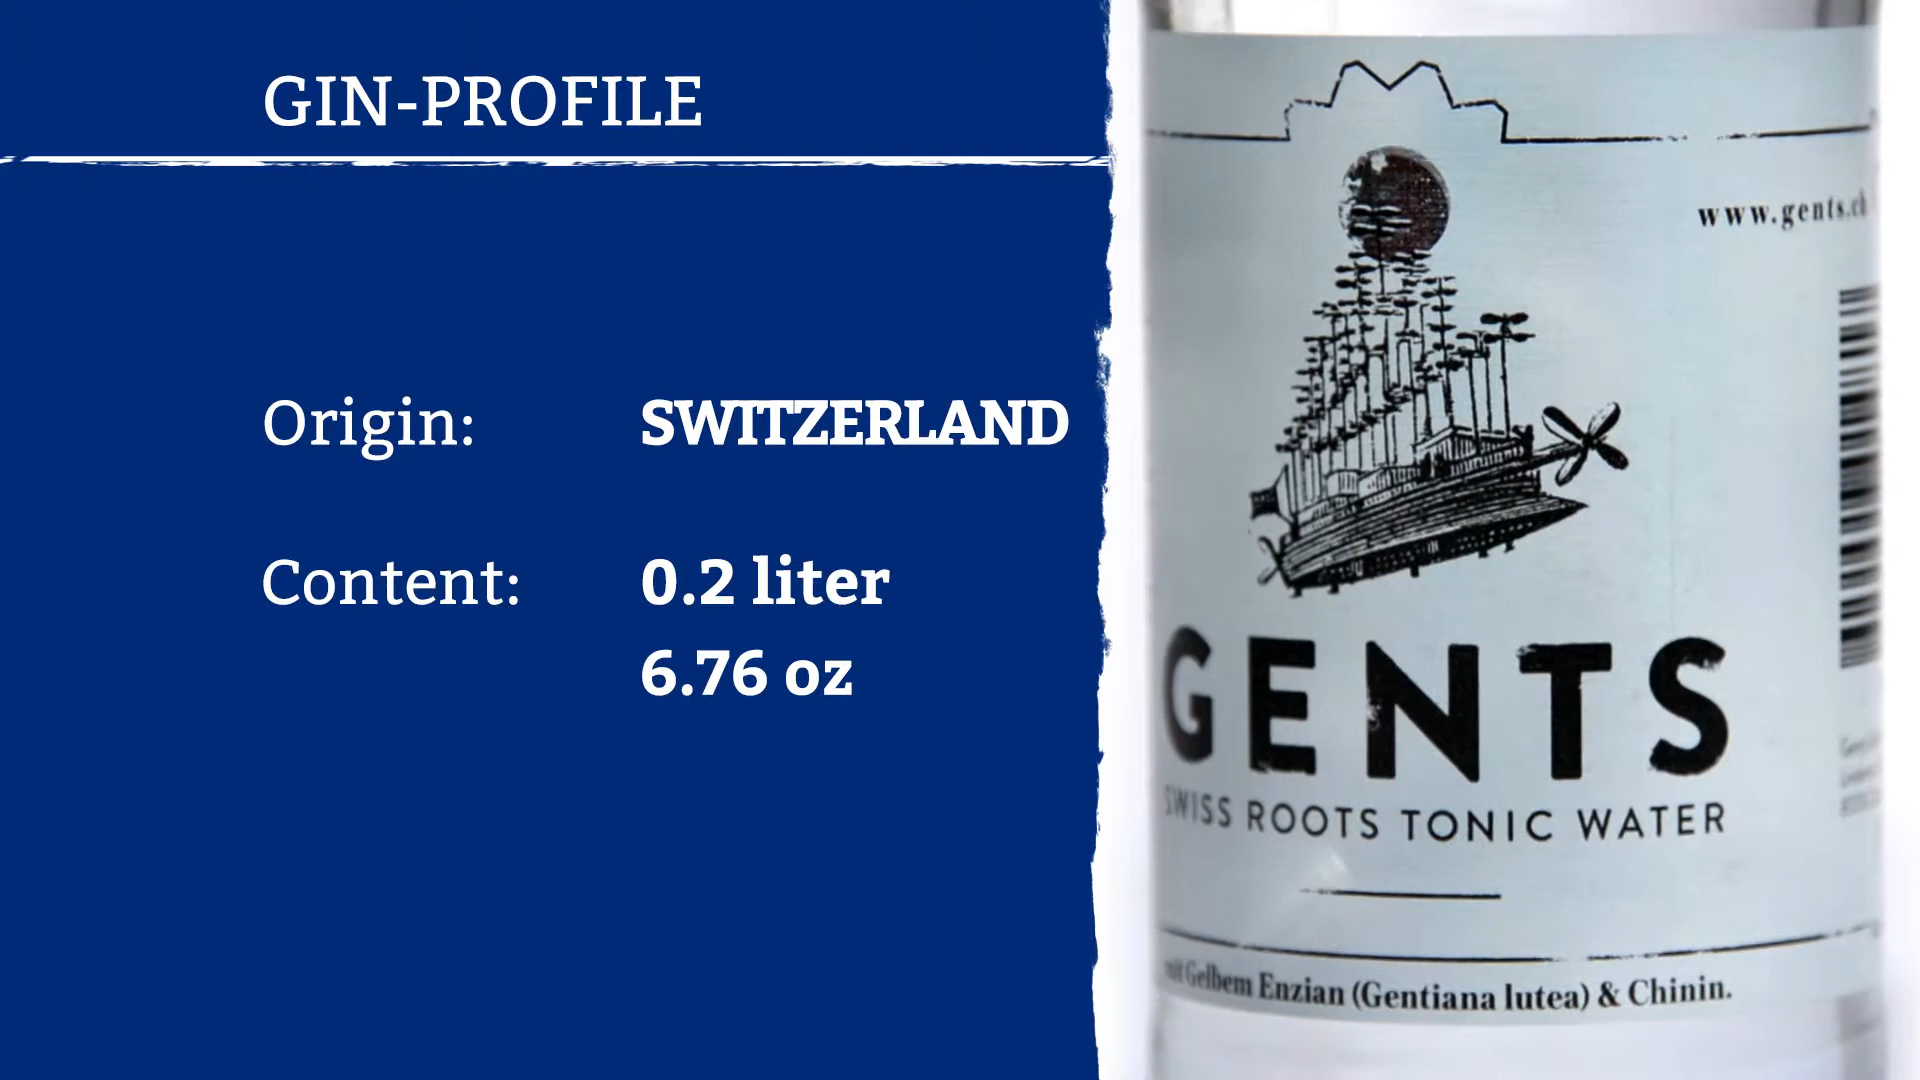 GIN-PROFILE
Origin: SWITZERLAND
Content: 0.2 liter
6.76 oz
www.gents.ch
GENTS
SWISS ROOTS TONIC WATER
mit Gelbem Enzian (Gentiana lutea) & Chinin.